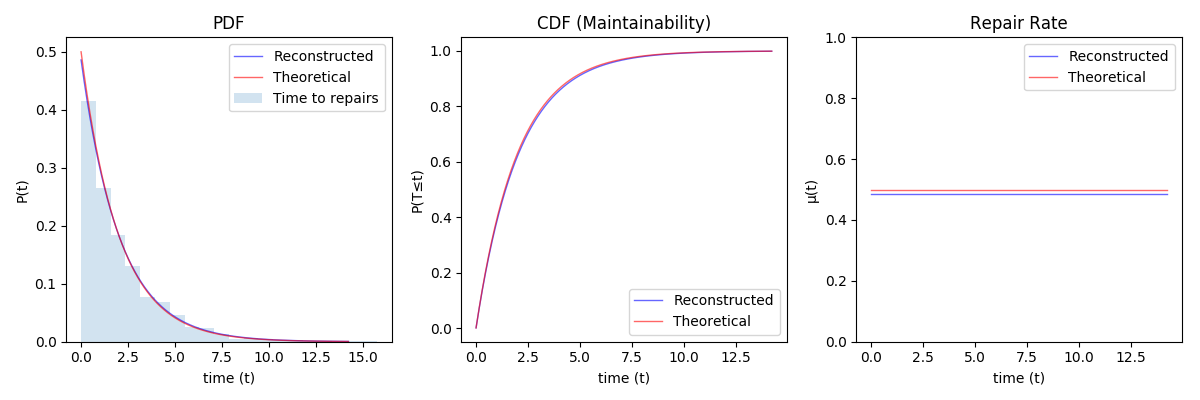 PDF
P(t)
0.5
0.4
0.3
0.2
0.1
0.0
0.0 2.5 5.0 7.5 10.0 12.5 15.0
time (t)
Reconstructed
Theoretical
Time to repairs
CDF (Maintainability)
P(T≤t)
1.0
0.8
0.6
0.4
0.2
0.0
0.0 2.5 5.0 7.5 10.0 12.5
time (t)
Reconstructed
Theoretical
Repair Rate
μ(t)
1.0
0.8
0.6
0.4
0.2
0.0
0.0 2.5 5.0 7.5 10.0 12.5
time (t)
Reconstructed
Theoretical